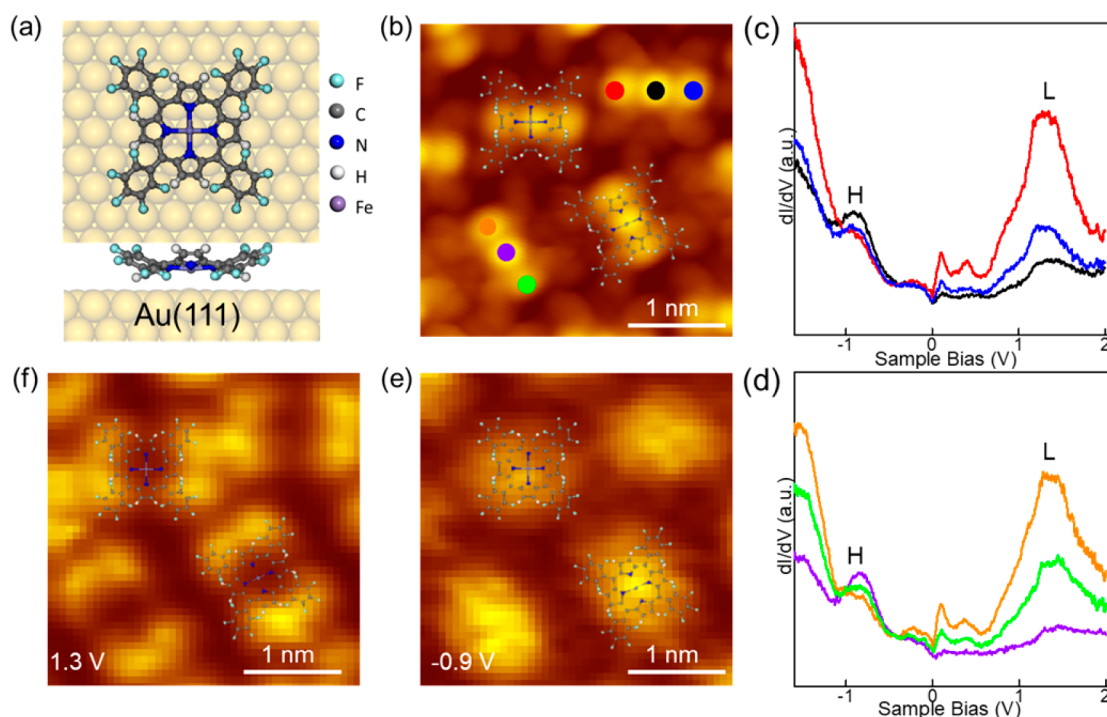 (a)
F
C
N
H
Fe
Au(111)
(b)
1 nm
(c)
dI/dV (a.u.)
H
L
-1
0
1
2
Sample Bias (V)
(f)
1.3 V
1 nm
(e)
-0.9 V
1 nm
(d)
dI/dV (a.u.)
H
L
-1
0
1
2
Sample Bias (V)